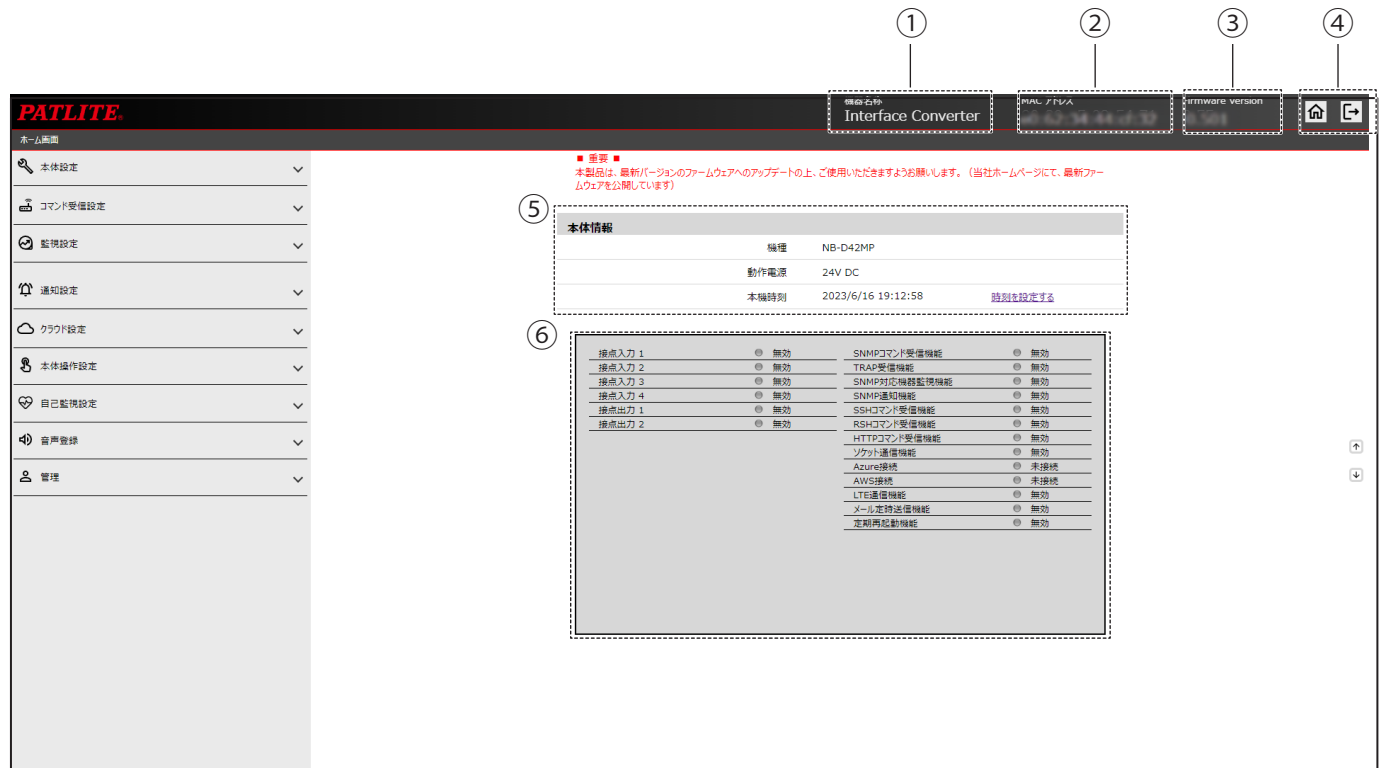 ① ② ③ ④
PATLITE®
機器名称
Interface Converter
MAC アドレス
Firmware Version
ホーム画面
本体設定
コマンド受信設定
監視設定
通知設定
クラウド設定
本体操作設定
自己監視設定
音声登録
管理
■ 重要 ■
本製品は、最新バージョンのファームウェアへのアップデートの上、ご使用いただきますようお願いします。（当社ホームページにて、最新ファー
ムウェアを公開しています）
⑤
本体情報
機種 NB-D42MP
動作電源 24V DC
本機時刻 2023/6/16 19:12:58 時刻を設定する
⑥
接点入力 1 無効
接点入力 2 無効
接点入力 3 無効
接点入力 4 無効
接点出力 1 無効
接点出力 2 無効
SNMPコマンド受信機能 無効
TRAP受信機能 無効
SNMP対応機器監視機能 無効
SNMP通知機能 無効
SSHコマンド受信機能 無効
RSHコマンド受信機能 無効
HTTPコマンド受信機能 無効
ソケット通信機能 無効
Azure接続 未接続
AWS接続 未接続
LTE通信機能 無効
メール定時送信機能 無効
定期再起動機能 無効